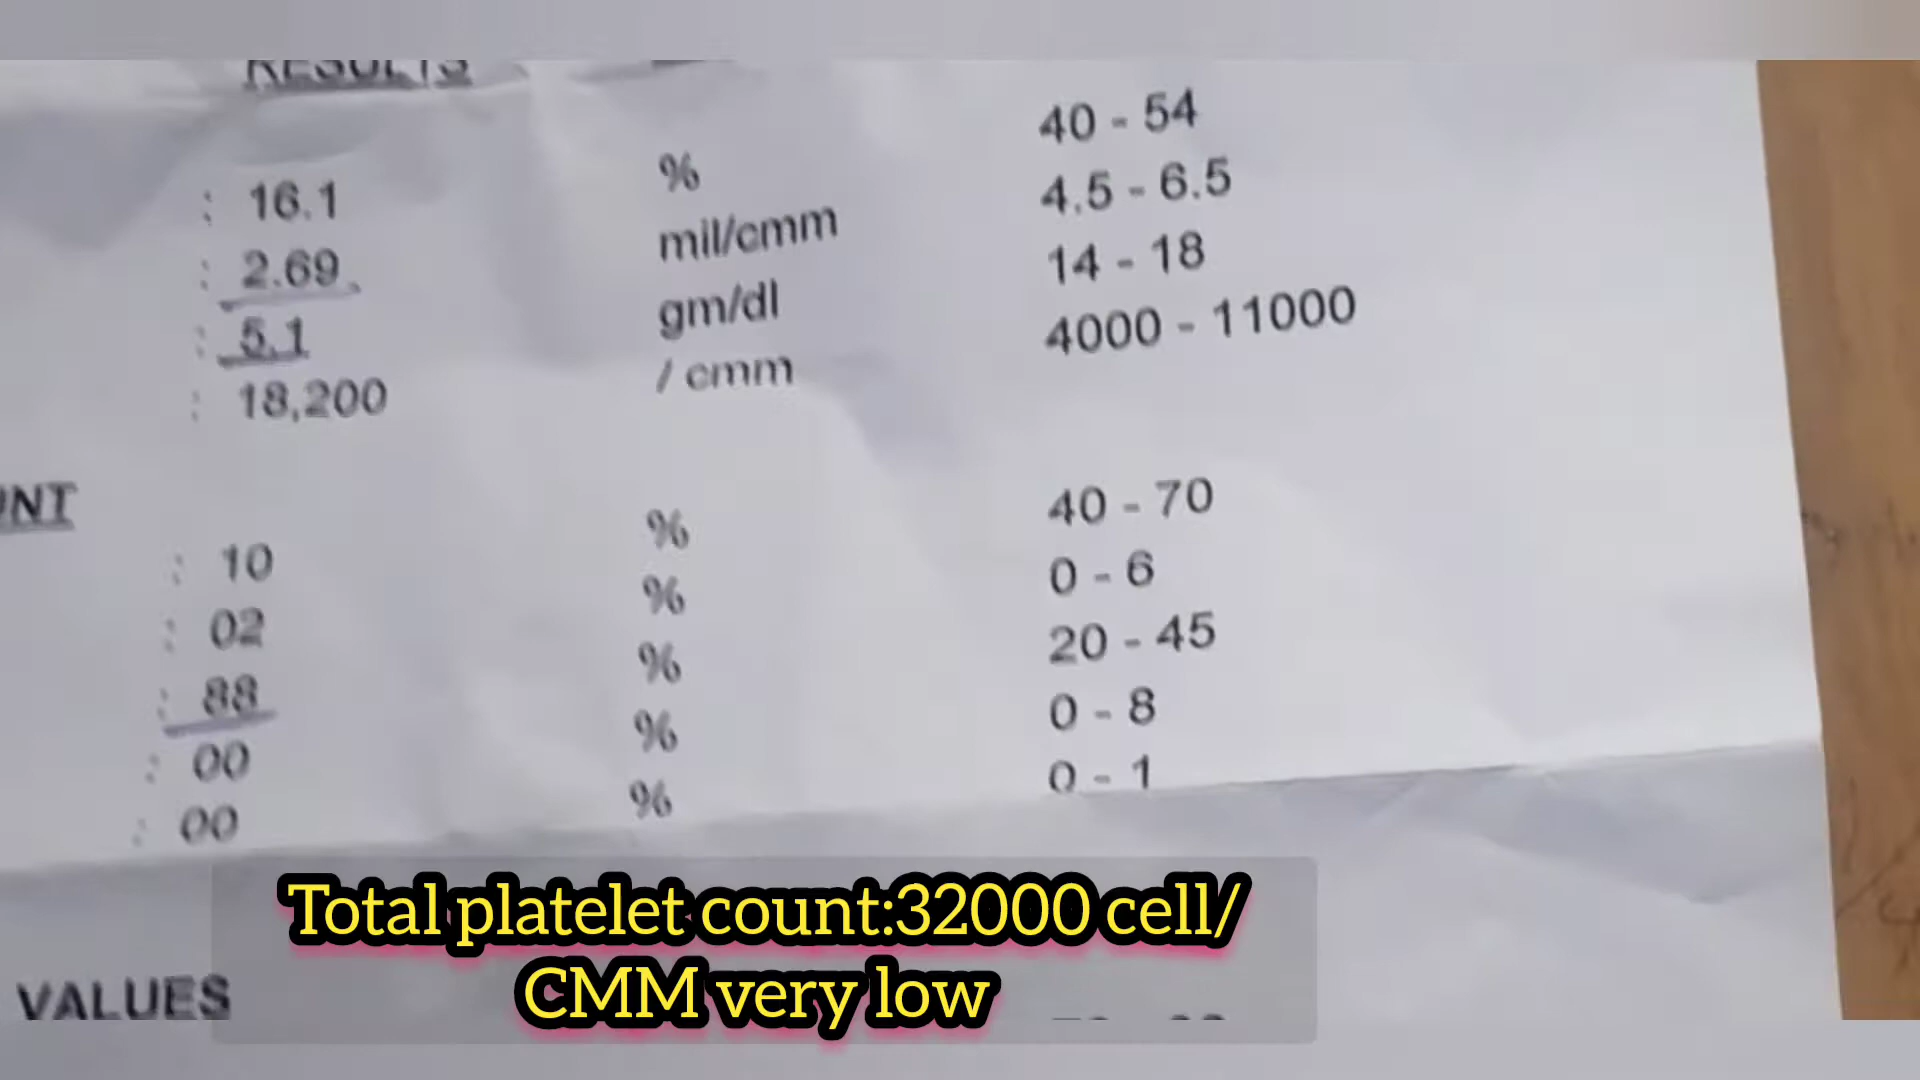 RESULTS
: 16.1 % 40 - 54
: 2.69 mil/cmm 4.5 - 6.5
: 5.1 gm/dl 14 - 18
: 18,200 / cmm 4000 - 11000
UNT
: 10 % 40 - 70
: 02 % 0 - 6
: 88 % 20 - 45
: 00 % 0 - 8
: 00 % 0 - 1
Total platelet count:32000 cell/
CMM very low
VALUES